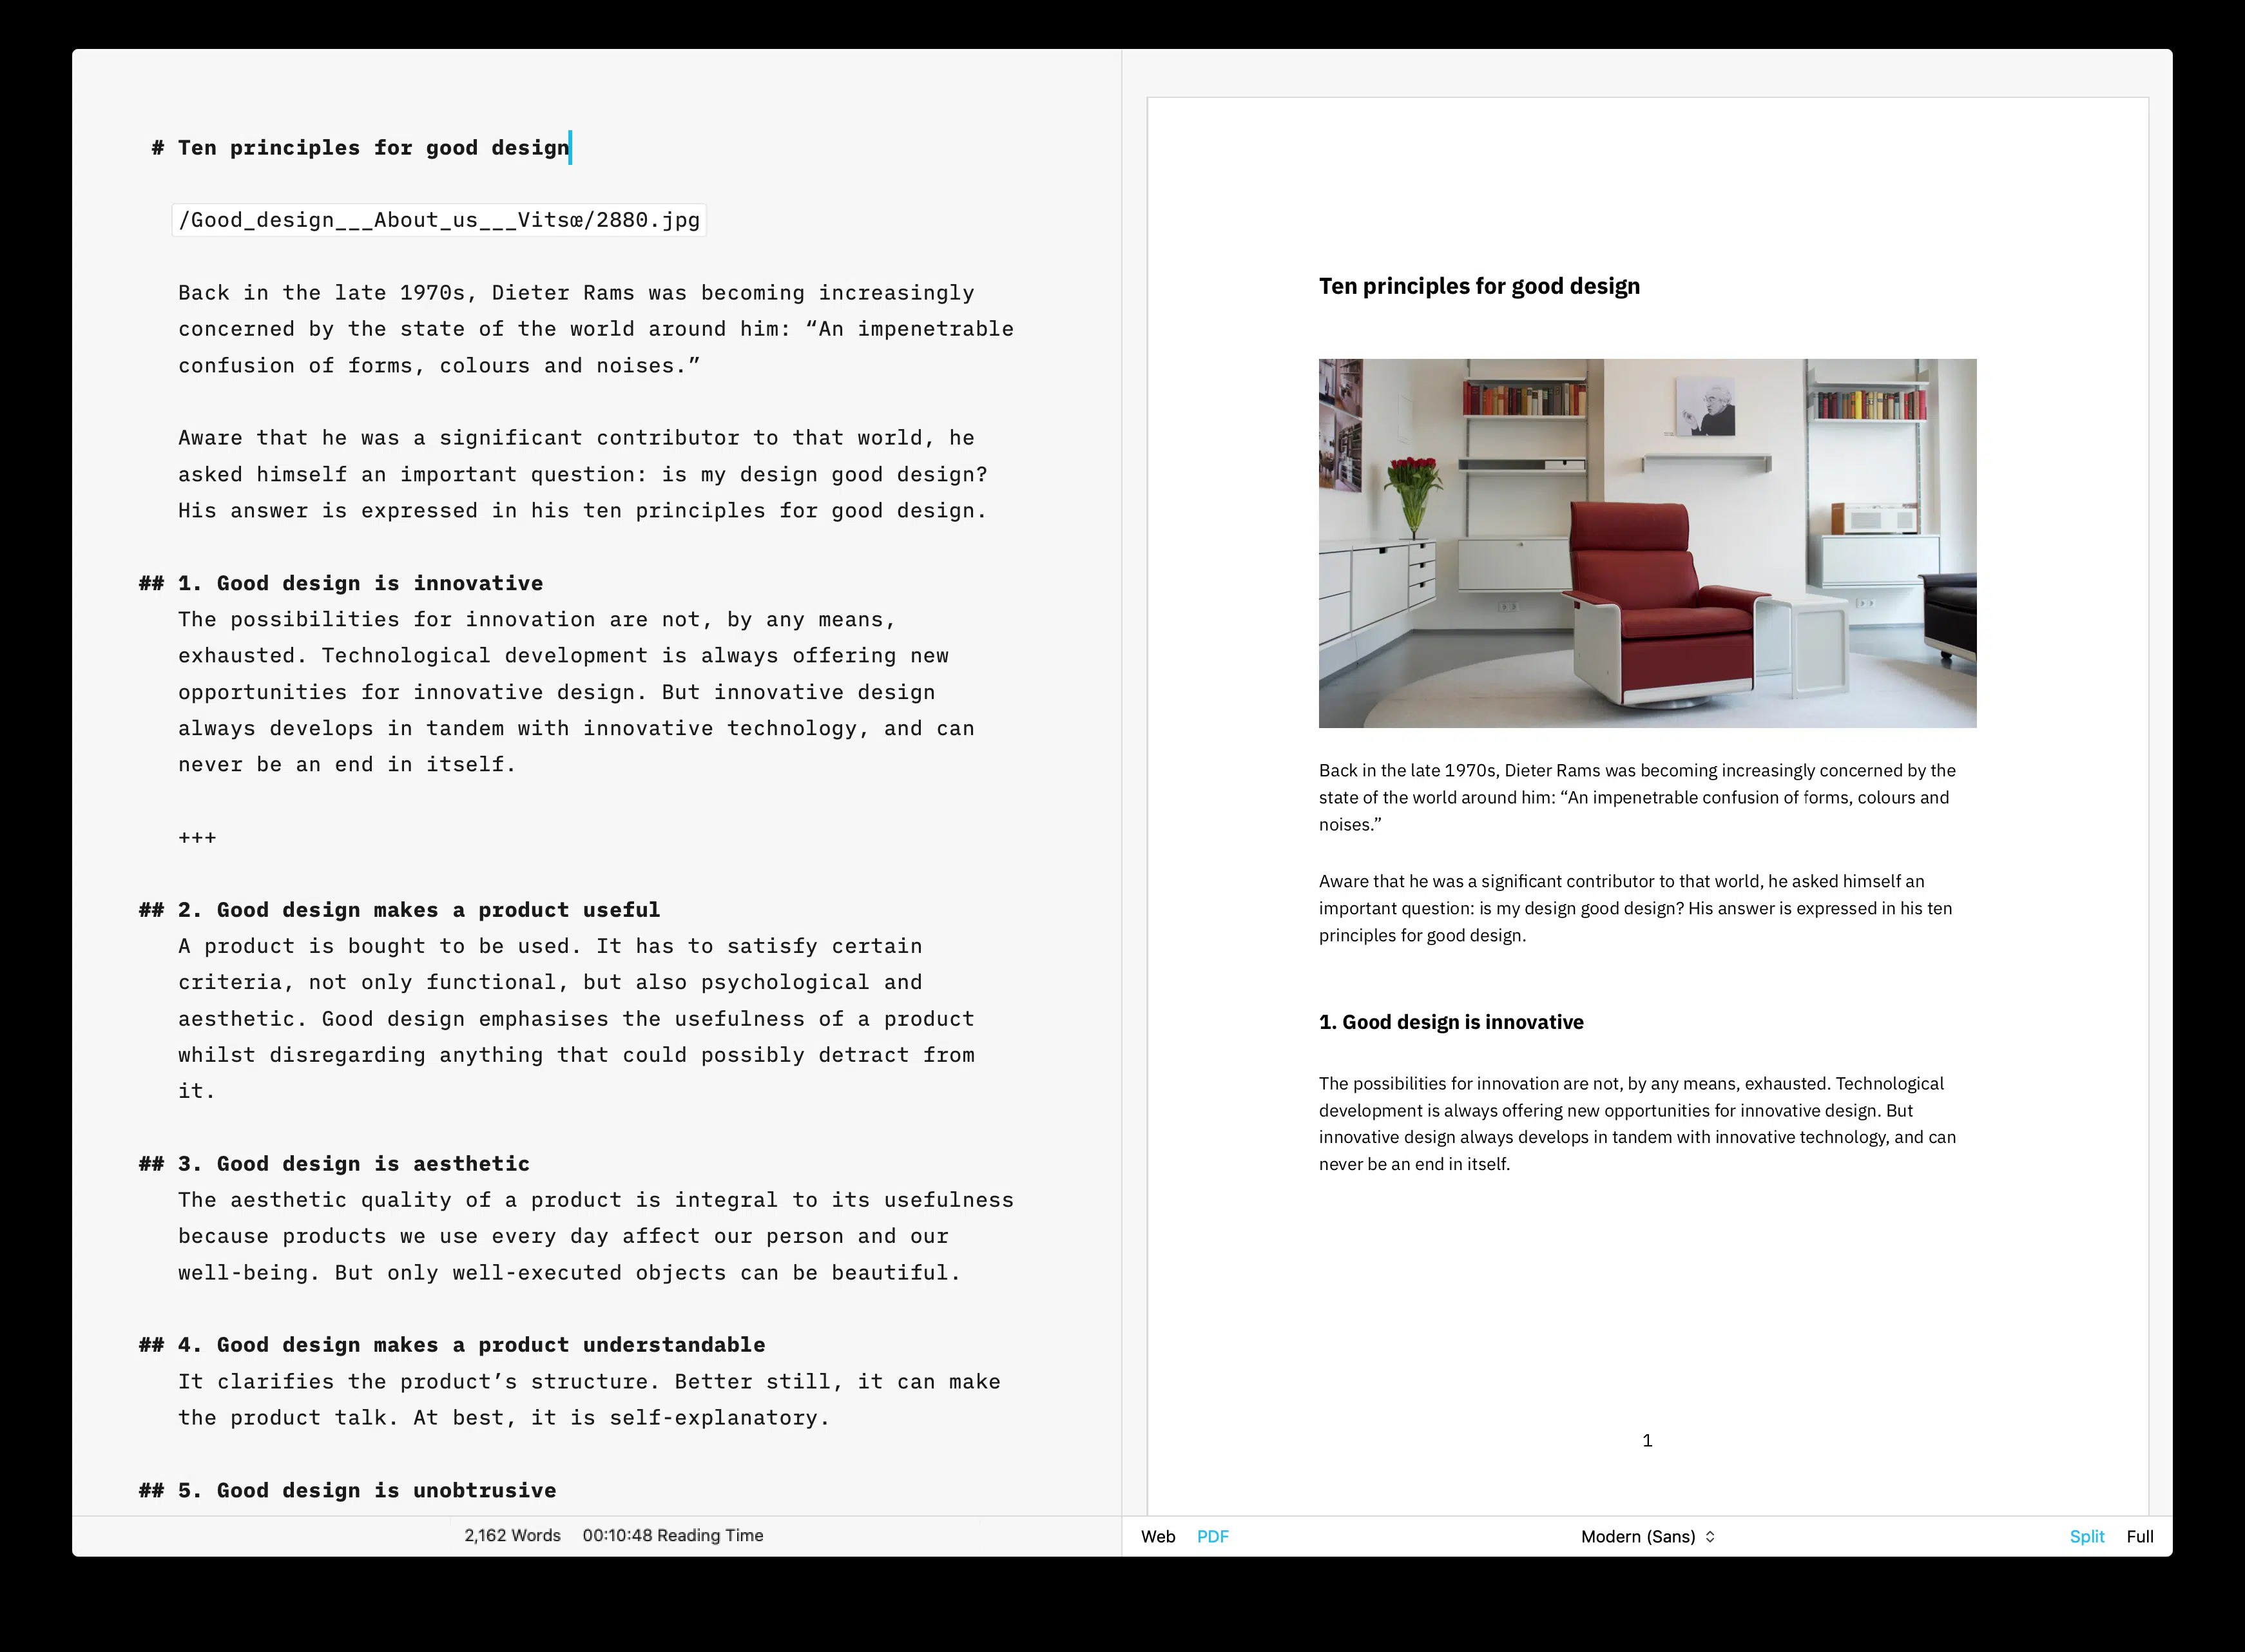 # Ten principles for good design
/Good_design___About_us___Vitsœ/2880.jpg
Back in the late 1970s, Dieter Rams was becoming increasingly
concerned by the state of the world around him: “An impenetrable
confusion of forms, colours and noises.”
Aware that he was a significant contributor to that world, he
asked himself an important question: is my design good design?
His answer is expressed in his ten principles for good design.
## 1. Good design is innovative
The possibilities for innovation are not, by any means,
exhausted. Technological development is always offering new
opportunities for innovative design. But innovative design
always develops in tandem with innovative technology, and can
never be an end in itself.
+++
## 2. Good design makes a product useful
A product is bought to be used. It has to satisfy certain
criteria, not only functional, but also psychological and
aesthetic. Good design emphasises the usefulness of a product
whilst disregarding anything that could possibly detract from
it.
## 3. Good design is aesthetic
The aesthetic quality of a product is integral to its usefulness
because products we use every day affect our person and our
well-being. But only well-executed objects can be beautiful.
## 4. Good design makes a product understandable
It clarifies the product’s structure. Better still, it can make
the product talk. At best, it is self-explanatory.
## 5. Good design is unobtrusive
2,162 Words 00:10:48 Reading Time
Ten principles for good design
Back in the late 1970s, Dieter Rams was becoming increasingly concerned by the
state of the world around him: “An impenetrable confusion of forms, colours and
noises.”
Aware that he was a significant contributor to that world, he asked himself an
important question: is my design good design? His answer is expressed in his ten
principles for good design.
1. Good design is innovative
The possibilities for innovation are not, by any means, exhausted. Technological
development is always offering new opportunities for innovative design. But
innovative design always develops in tandem with innovative technology, and can
never be an end in itself.
1
Web PDF Modern (Sans) Split Full